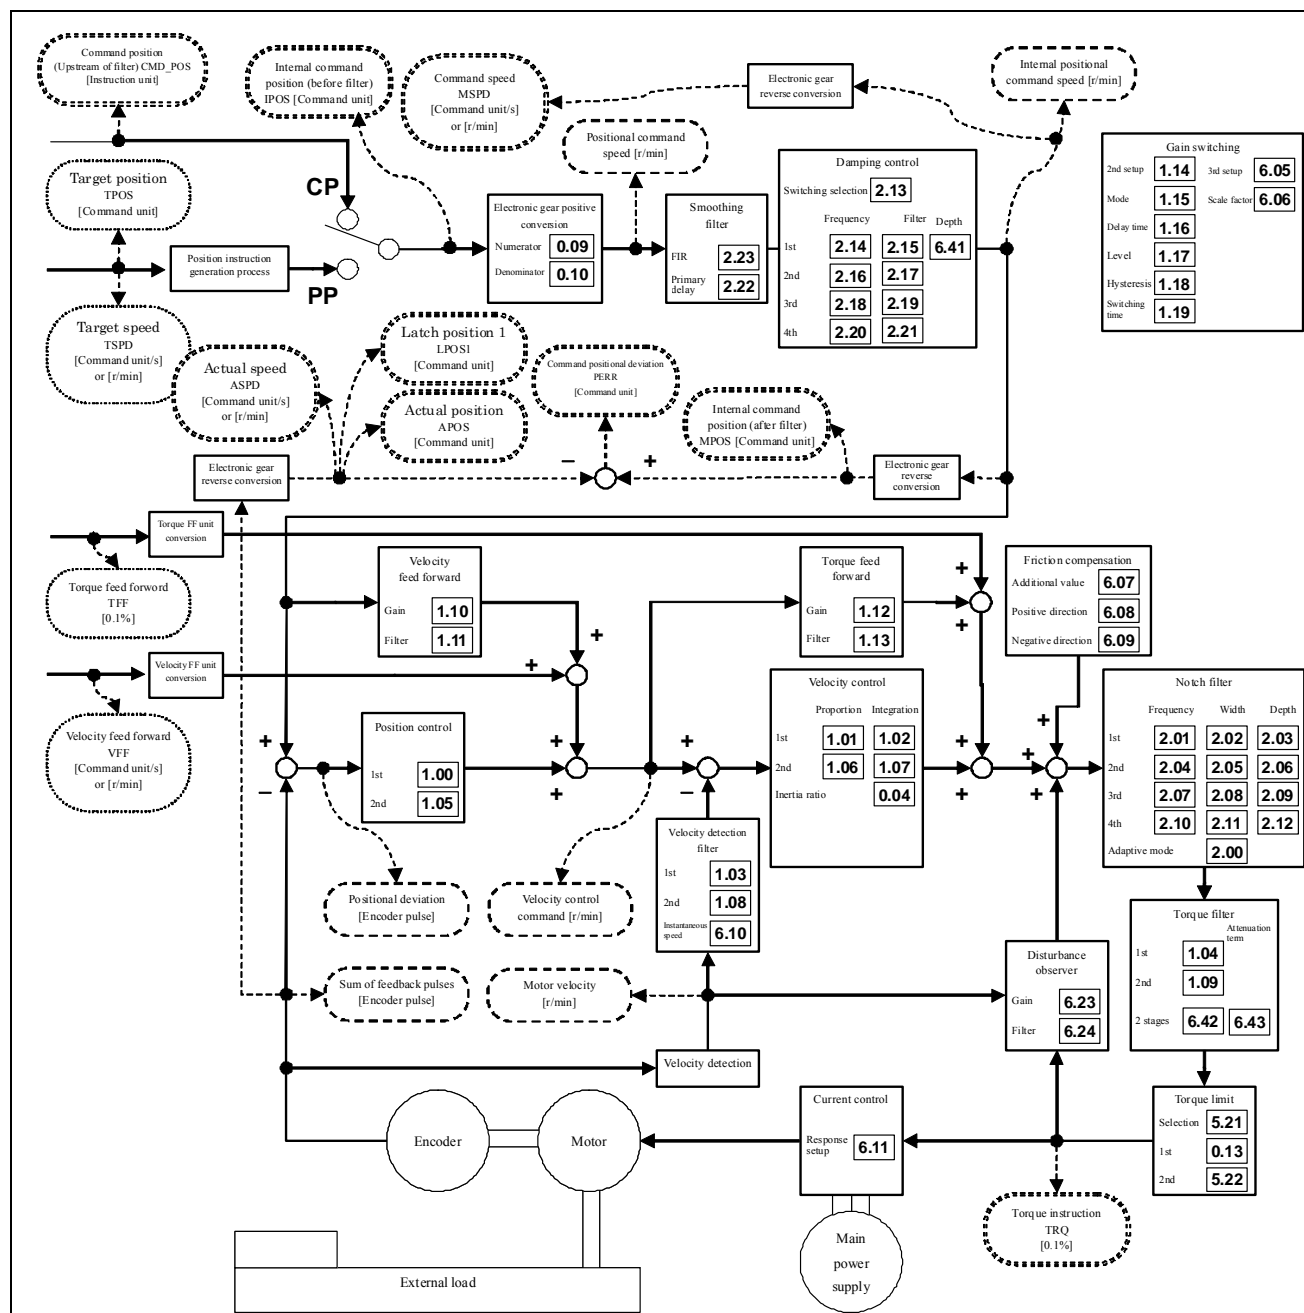 Command position
(Upstream of filter) CMD_POS
[Instruction unit]
Internal command
position (before filter)
IPOS [Command unit]
Command speed
MSPD
[Command unit/s]
or [r/min]
Electronic gear
reverse conversion
Internal positional
command speed [r/min]
Positional command
speed [r/min]
Target position
TPOS
[Command unit]
CP
PP
Position instruction
generation process
Target speed
TSPD
[Command unit/s]
or [r/min]
Electronic gear positive
conversion
Numerator 0.09
Denominator 0.10
Smoothing
filter
FIR 2.23
Primary
delay 2.22
Damping control
Switching selection 2.13
Frequency Filter Depth
1st 2.14 2.15 6.41
2nd 2.16 2.17
3rd 2.18 2.19
4th 2.20 2.21
Gain switching
2nd setup 1.14 3rd setup 6.05
Mode 1.15 Scale factor 6.06
Delay time 1.16
Level 1.17
Hysteresis 1.18
Switching
time 1.19
Actual speed
ASPD
[Command unit/s]
or [r/min]
Latch position 1
LPOS1
[Command unit]
Actual position
APOS
[Command unit]
Command positional deviation
PERR
[Command unit]
Internal command
position (after filter)
MPOS [Command unit]
Electronic gear
reverse conversion
− +
Electronic gear
reverse
conversion
Torque FF unit
conversion
Torque feed forword
TFF
[0.1%]
Velocity
feed forward
Gain 1.10
Filter 1.11
Torque feed
forward
Gain 1.12
Filter 1.13
+
+
Friction compensation
Additional value 6.07
Positive direction 6.08
Negative direction 6.09
Velocity FF unit
conversion
+
+
Velocity feed forward
VFF
[Command unit/s]
or [r/min]
+
−
Position control
1st 1.00
2nd 1.05
+
+
+
−
Velocity control
Proportion Integration
1st 1.01 1.02
2nd 1.06 1.07
Inertia ratio 0.04
+
+
+
+
+
Notch filter
Frequency Width Depth
1st 2.01 2.02 2.03
2nd 2.04 2.05 2.06
3rd 2.07 2.08 2.09
4th 2.10 2.11 2.12
Adaptive mode 2.00
Velocity detection
filter
1st 1.03
2nd 1.08
Instantaneous
speed 6.10
Positional deviation
[Encoder pulse]
Velocity control
command [r/min]
Torque filter
Attenuation
term
1st 1.04
2nd 1.09
2 stages 6.42 6.43
Sum of feedback pulses
[Encoder pulse]
Motor velocity
[r/min]
Disturbance
observer
Gain 6.23
Filter 6.24
Velocity detection
Encoder
Motor
Current control
Response
setup 6.11
Torque limit
Selection 5.21
1st 0.13
2nd 5.22
Torque instruction
TRQ
[0.1%]
Main
power
supply
External load